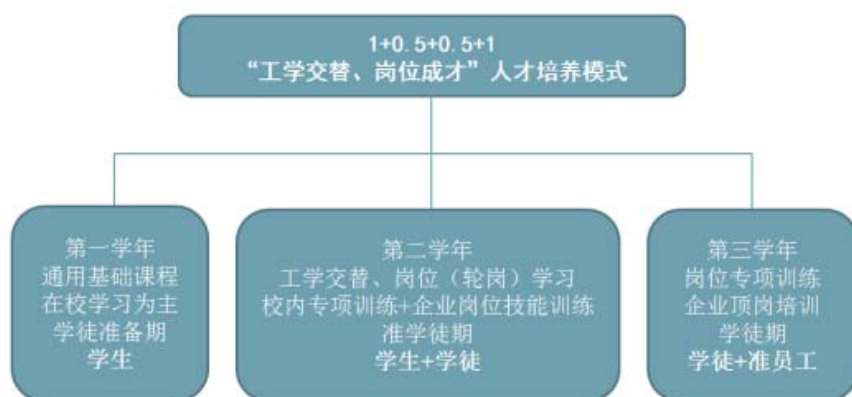 1+0.5+0.5+1
“工学交替、岗位成才”人才培养模式
第一学年
通用基础课程
在校学习为主
学徒准备期
学生
第二学年
工学交替、岗位（轮岗）学习
校内专项训练+企业岗位技能训练
准学徒期
学生+学徒
第三学年
岗位专项训练
企业顶岗培训
学徒期
学徒+准员工